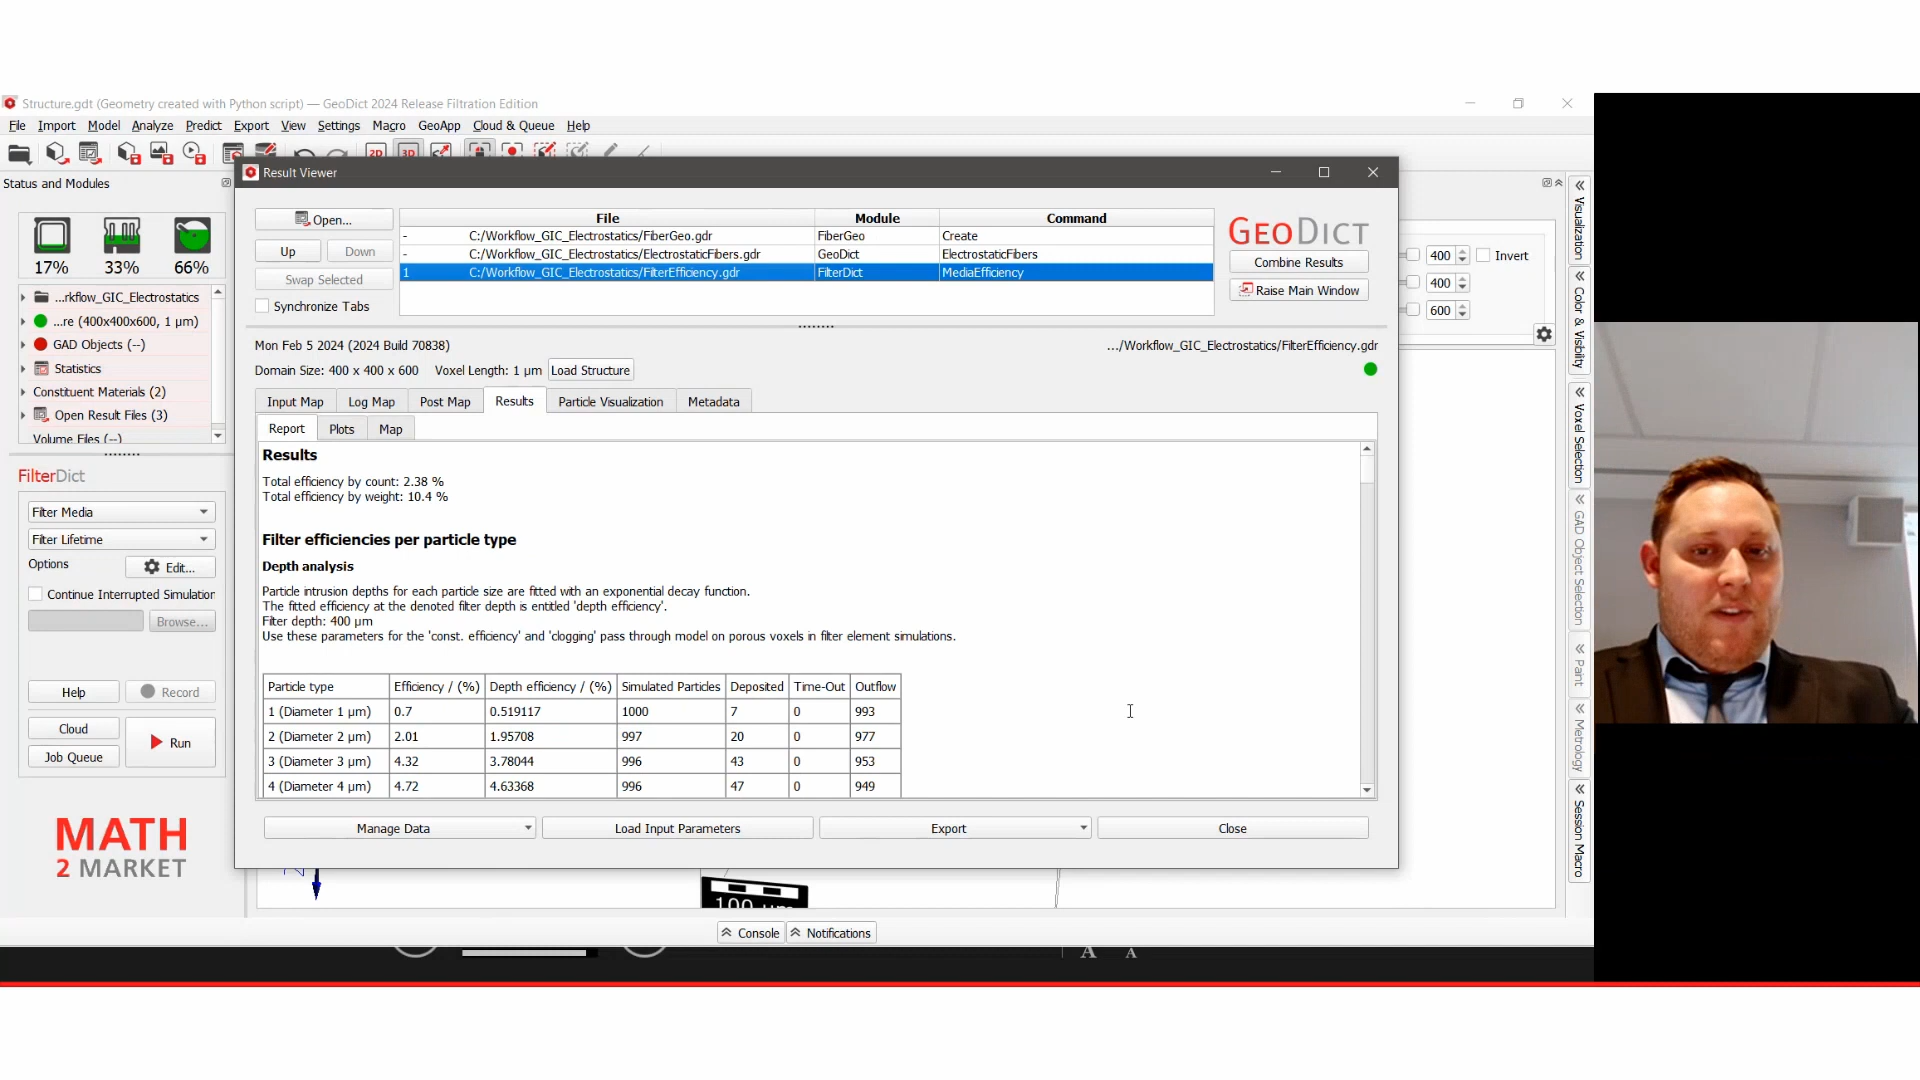 Structure.gdt (Geometry created with Python script) — GeoDict 2024 Release Filtration Edition
File Import Model Analyze Predict Export View Settings Macro GeoApp Cloud & Queue Help
2D 3D
Status and Modules
17% 33% 66%
...rkflow_GIC_Electrostatics
...re (400x400x600, 1 µm)
GAD Objects (--)
Statistics
Constituent Materials (2)
Open Result Files (3)
Volume Files (--)
FilterDict
Filter Media
Filter Lifetime
Options Edit...
Continue Interrupted Simulation
Browse...
Help Record
Cloud
Run
Job Queue
MATH
2 MARKET
Result Viewer
Open...
Up Down
Swap Selected
Synchronize Tabs
File Module Command
- C:/Workflow_GIC_Electrostatics/FiberGeo.gdr FiberGeo Create
- C:/Workflow_GIC_Electrostatics/ElectrostaticFibers.gdr GeoDict ElectrostaticFibers
1 C:/Workflow_GIC_Electrostatics/FilterEfficiency.gdr FilterDict MediaEfficiency
GEODICT
Combine Results
Raise Main Window
Mon Feb 5 2024 (2024 Build 70838)
.../Workflow_GIC_Electrostatics/FilterEfficiency.gdr
Domain Size: 400 x 400 x 600 Voxel Length: 1 µm Load Structure
Input Map Log Map Post Map Results Particle Visualization Metadata
Report Plots Map
Results
Total efficiency by count: 2.38 %
Total efficiency by weight: 10.4 %
Filter efficiencies per particle type
Depth analysis
Particle intrusion depths for each particle size are fitted with an exponential decay function.
The fitted efficiency at the denoted filter depth is entitled 'depth efficiency'.
Filter depth: 400 µm
Use these parameters for the 'const. efficiency' and 'clogging' pass through model on porous voxels in filter element simulations.
Particle type Efficiency / (%) Depth efficiency / (%) Simulated Particles Deposited Time-Out Outflow
1 (Diameter 1 µm) 0.7 0.519117 1000 7 0 993
2 (Diameter 2 µm) 2.01 1.95708 997 20 0 977
3 (Diameter 3 µm) 4.32 3.78044 996 43 0 953
4 (Diameter 4 µm) 4.72 4.63368 996 47 0 949
Manage Data Load Input Parameters Export Close
400 Invert
400
600
Visualization
Color & Visibility
Voxel Selection
GAD Object Selection
Paint
Metrology
Session Macro
100 µm
Console Notifications
A A